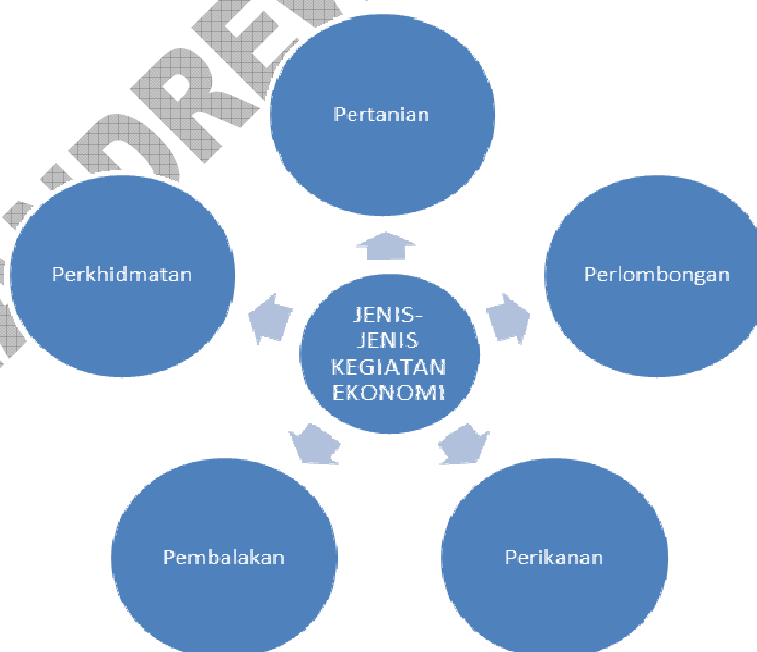 Pertanian
Perkhidmatan
Perlombongan
JENIS-
JENIS
KEGIATAN
EKONOMI
Pembalakan
Perikanan